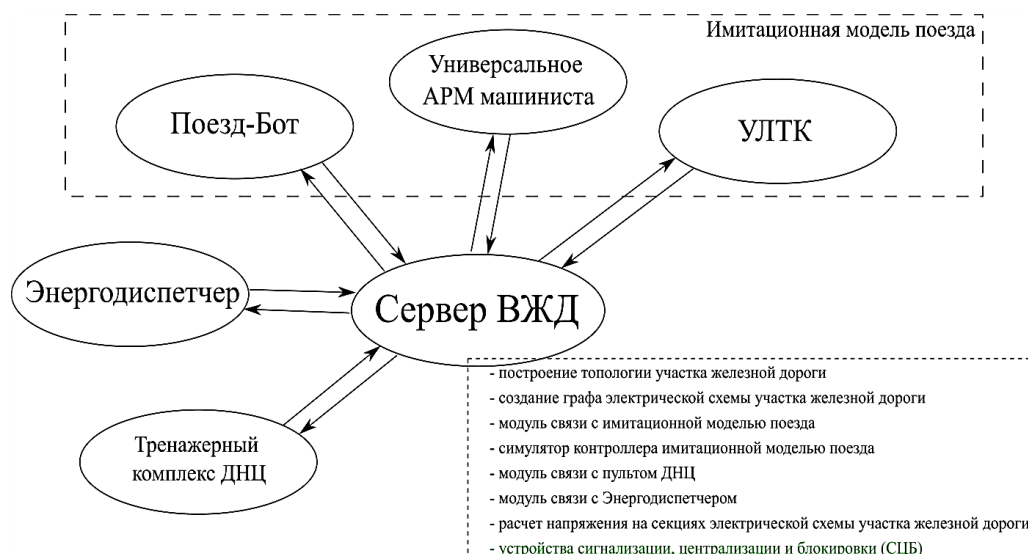 Имитационная модель поезда
Универсальное
АРМ машиниста
Поезд-Бот
УЛТК
Энергодиспетчер
Сервер ВЖД
Тренажерный
комплекс ДНЦ
- построение топологии участка железной дороги
- создание графа электрической схемы участка железной дороги
- модуль связи с имитационной моделью поезда
- симулятор контроллера имитационной моделью поезда
- модуль связи с пультом ДНЦ
- модуль связи с Энергодиспетчером
- расчет напряжения на секциях электрической схемы участка железной дороги
- устройства сигнализации, централизации и блокировки (СЦБ)